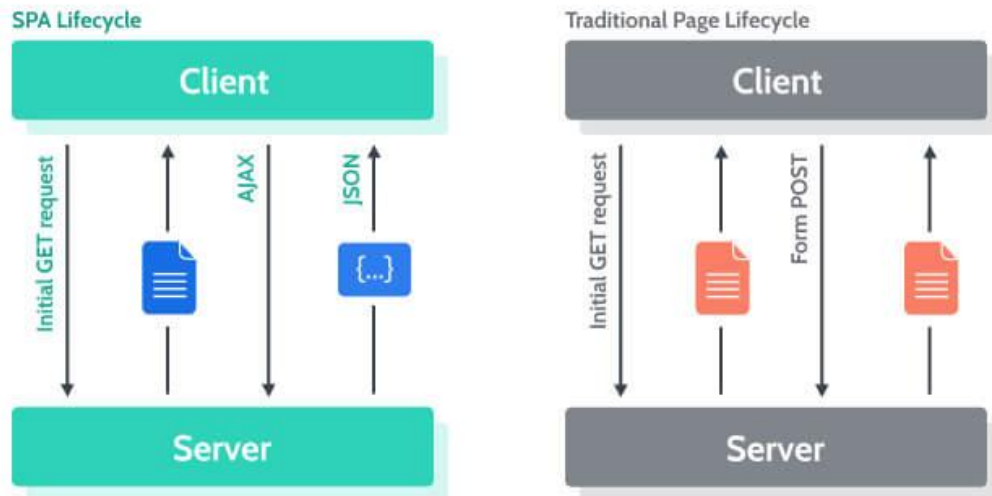 SPA Lifecycle
Client
Initial GET request
AJAX
JSON
{...}
Server
Traditional Page Lifecycle
Client
Initial GET request
Form POST
Server